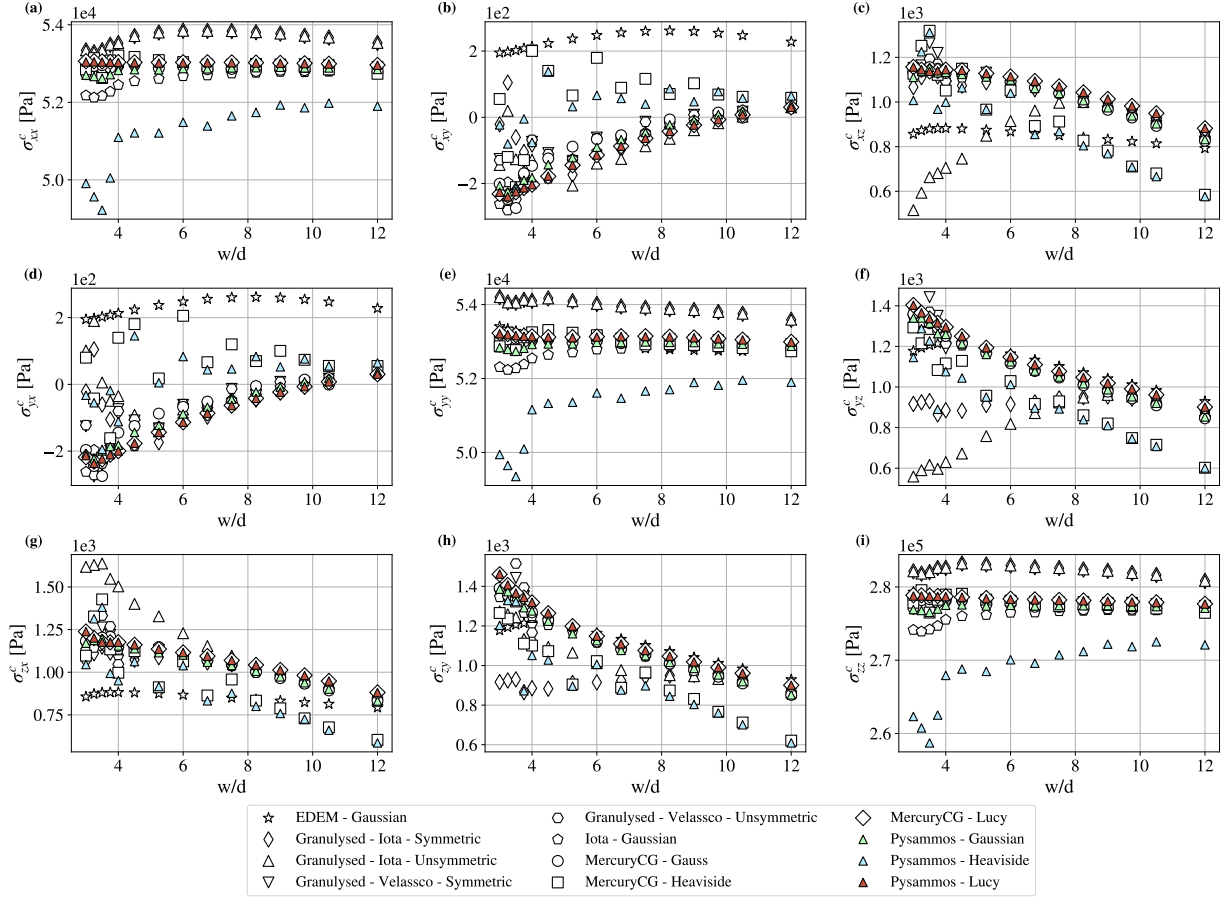 (a) (b) (c)
1e4 1e2 1e3
5.4 5.2 5.0
σ^c_xx [Pa]
4 6 8 10 12
w/d
2 0 −2
σ^c_xy [Pa]
4 6 8 10 12
w/d
1.2 1.0 0.8 0.6
σ^c_xz [Pa]
4 6 8 10 12
w/d
(d) (e) (f)
1e2 1e4 1e3
2 0 −2
σ^c_yx [Pa]
4 6 8 10 12
w/d
5.4 5.2 5.0
σ^c_yy [Pa]
4 6 8 10 12
w/d
1.4 1.2 1.0 0.8 0.6
σ^c_yz [Pa]
4 6 8 10 12
w/d
(g) (h) (i)
1e3 1e3 1e5
1.50 1.25 1.00 0.75
σ^c_zx [Pa]
4 6 8 10 12
w/d
1.4 1.2 1.0 0.8 0.6
σ^c_zy [Pa]
4 6 8 10 12
w/d
2.8 2.7 2.6
σ^c_zz [Pa]
4 6 8 10 12
w/d
EDEM - Gaussian
Granulysed - Iota - Symmetric
Granulysed - Iota - Unsymmetric
Granulysed - Velassco - Symmetric
Granulysed - Velassco - Unsymmetric
Iota - Gaussian
MercuryCG - Gauss
MercuryCG - Heaviside
MercuryCG - Lucy
Pysammos - Gaussian
Pysammos - Heaviside
Pysammos - Lucy